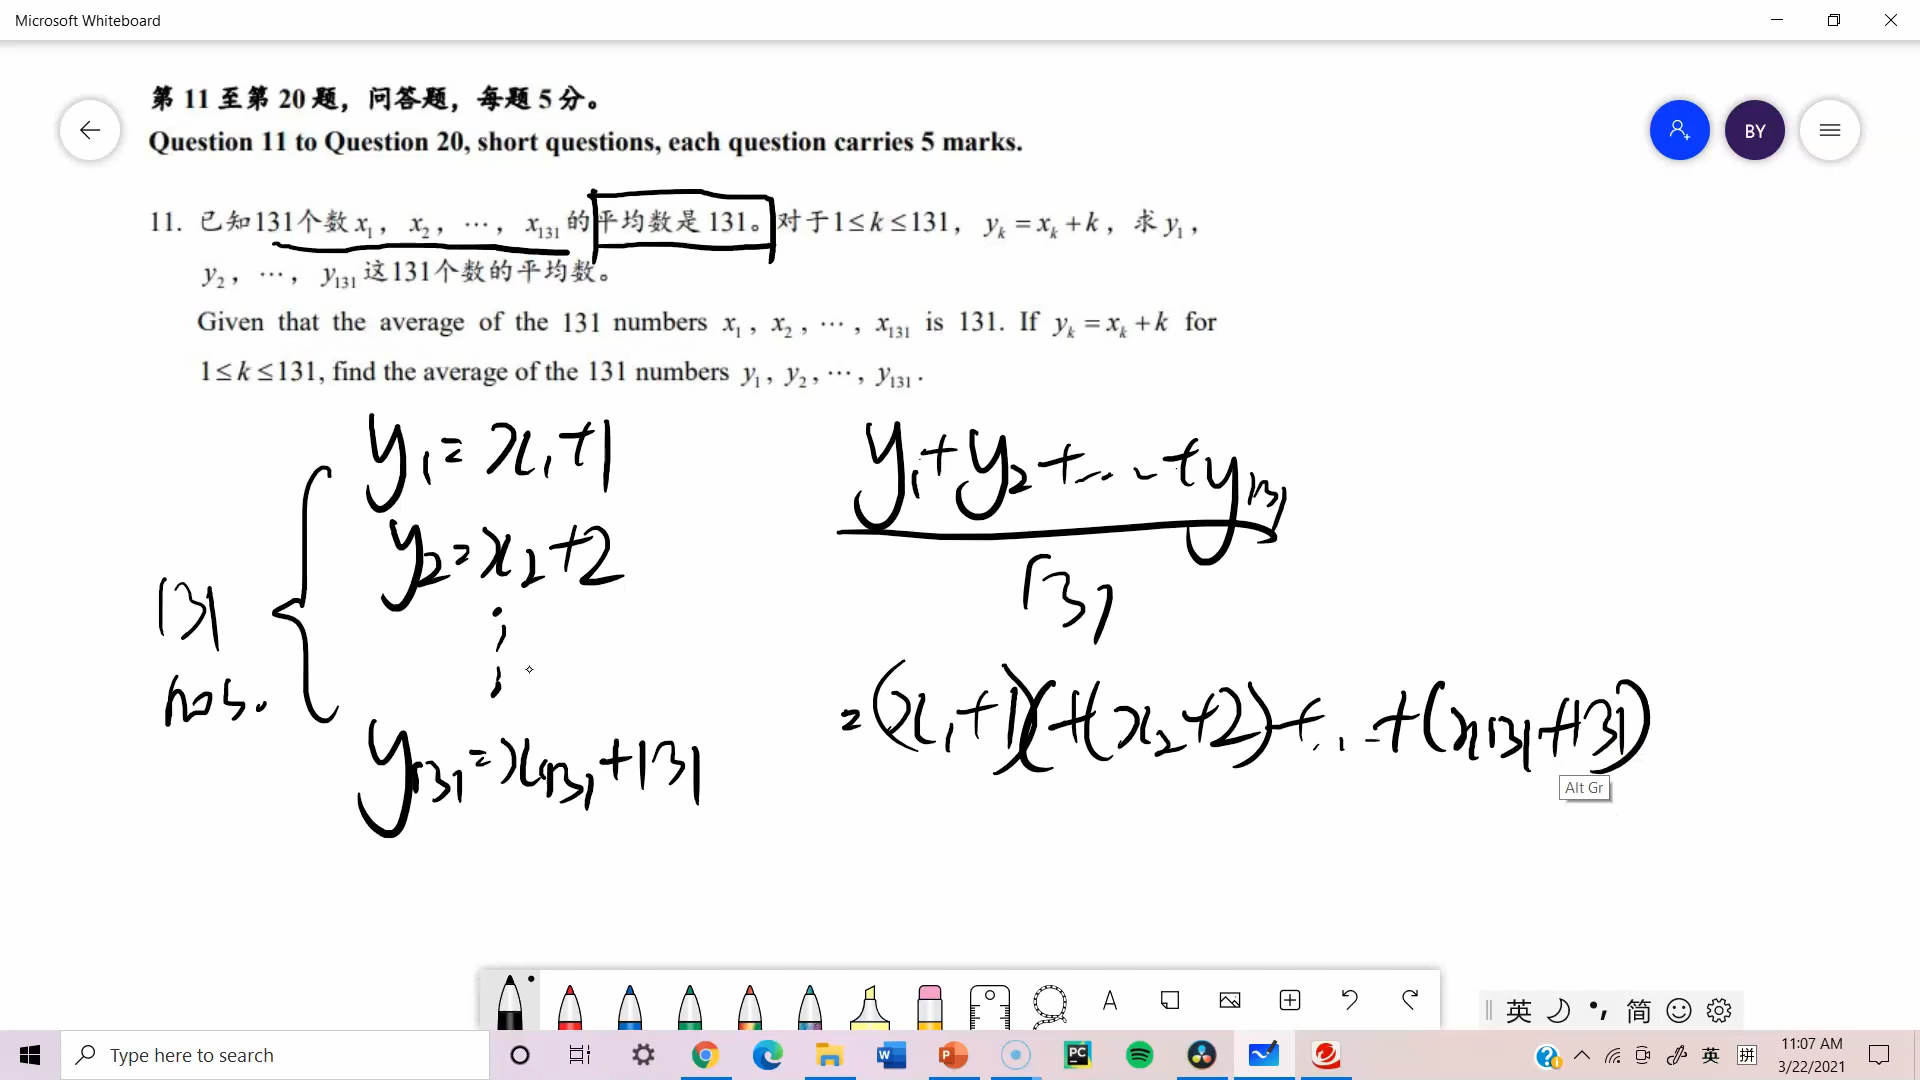 Microsoft Whiteboard
第 11 至第 20 题，问答题，每题 5 分。
Question 11 to Question 20, short questions, each question carries 5 marks.
BY
11. 已知131个数 x₁， x₂， ⋯， x₁₃₁ 的平均数是 131。对于1≤k≤131， yₖ = xₖ + k， 求 y₁，
y₂， ⋯， y₁₃₁ 这131个数的平均数。
Given that the average of the 131 numbers x₁, x₂, ⋯, x₁₃₁ is 131. If yₖ = xₖ + k for
1≤k≤131, find the average of the 131 numbers y₁, y₂, ⋯, y₁₃₁.
131
nos.
y₁ = x₁+1
y₂ = x₂+2
y₁₃₁ = x₁₃₁+131
y₁+y₂+...+y₁₃₁
131
= (x₁+1)(+(x₂+2)+...+(x₁₃₁+131)
Alt Gr
英 简
Type here to search
英 拼
11:07 AM
3/22/2021